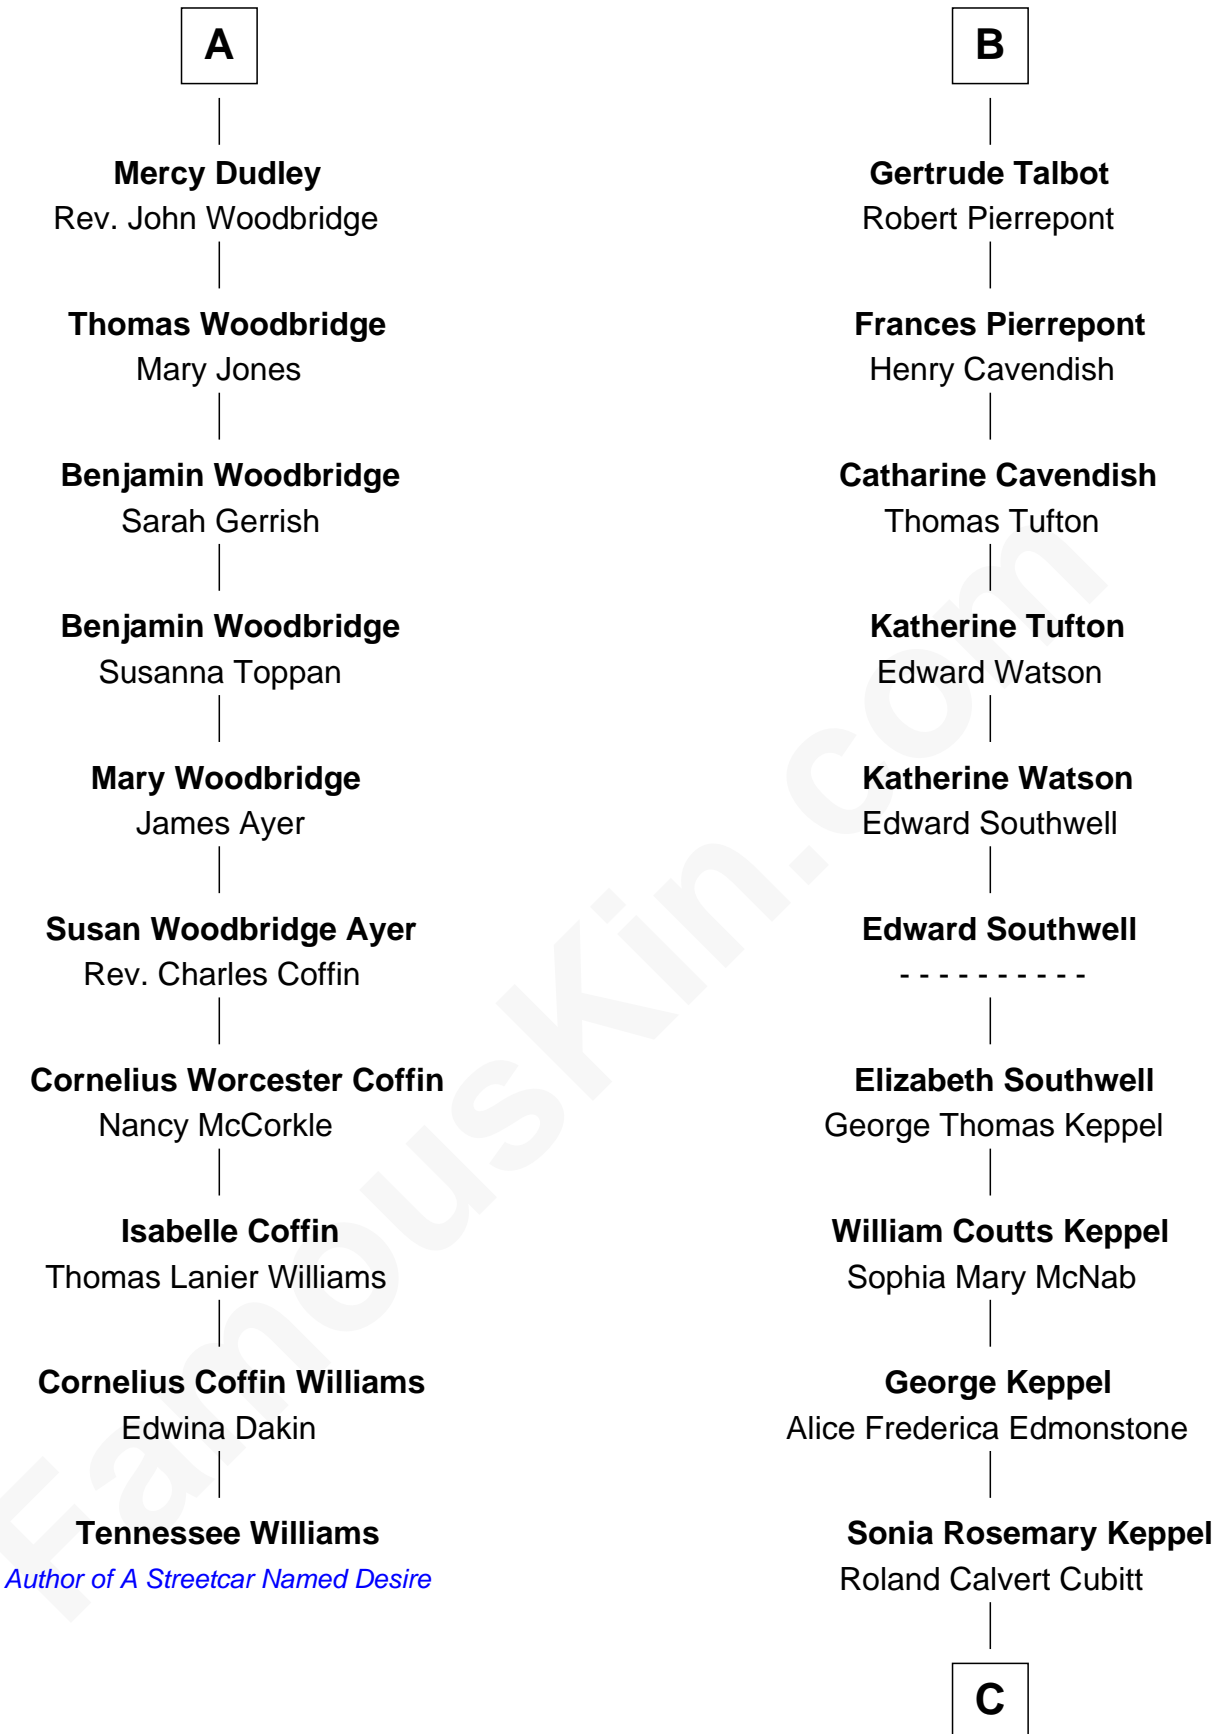 A
Mercy Dudley
Rev. John Woodbridge
Thomas Woodbridge
Mary Jones
Benjamin Woodbridge
Sarah Gerrish
Benjamin Woodbridge
Susanna Toppan
Mary Woodbridge
James Ayer
Susan Woodbridge Ayer
Rev. Charles Coffin
Cornelius Worcester Coffin
Nancy McCorkle
Isabelle Coffin
Thomas Lanier Williams
Cornelius Coffin Williams
Edwina Dakin
Tennessee Williams
Author of A Streetcar Named Desire
B
Gertrude Talbot
Robert Pierrepont
Frances Pierrepont
Henry Cavendish
Catharine Cavendish
Thomas Tufton
Katherine Tufton
Edward Watson
Katherine Watson
Edward Southwell
Edward Southwell
- - - - - - - - - -
Elizabeth Southwell
George Thomas Keppel
William Coutts Keppel
Sophia Mary McNab
George Keppel
Alice Frederica Edmonstone
Sonia Rosemary Keppel
Roland Calvert Cubitt
C
FamousKin.com